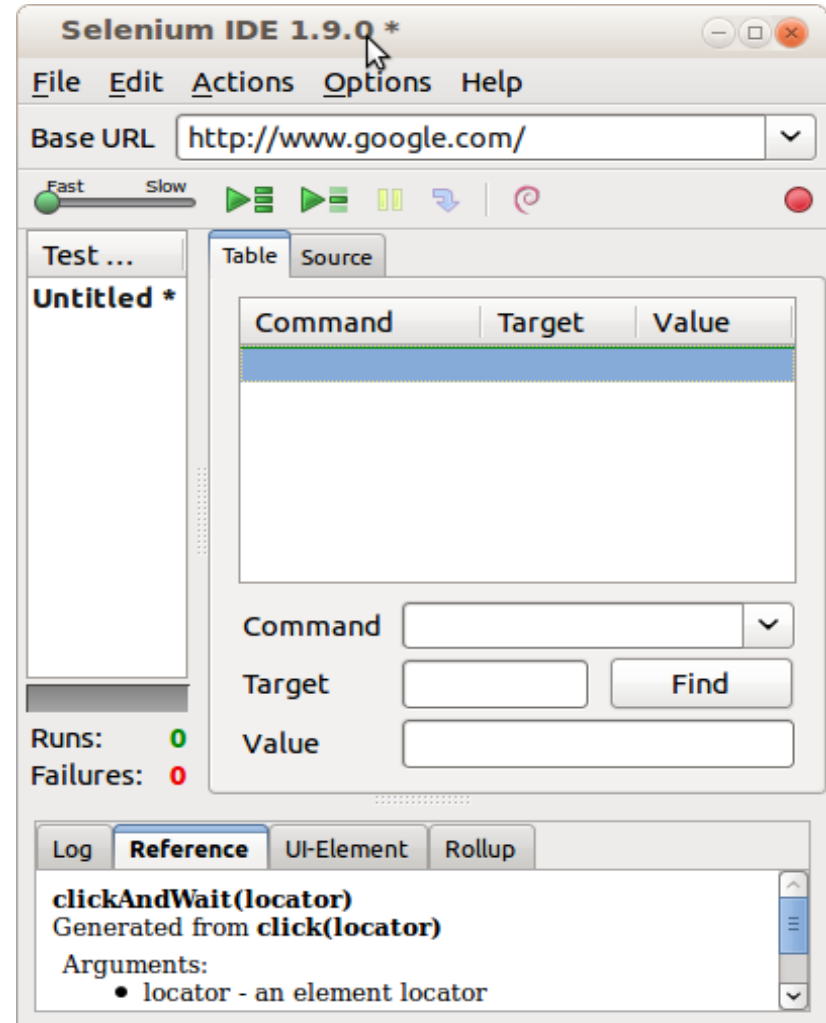 Selenium IDE 1.9.0 *
File Edit Actions Options Help
Base URL http://www.google.com/
Fast Slow
Test ...
Untitled *
Table Source
Command Target Value
Command
Target Find
Value
Runs: 0
Failures: 0
Log Reference UI-Element Rollup
clickAndWait(locator)
Generated from click(locator)
Arguments:
• locator - an element locator